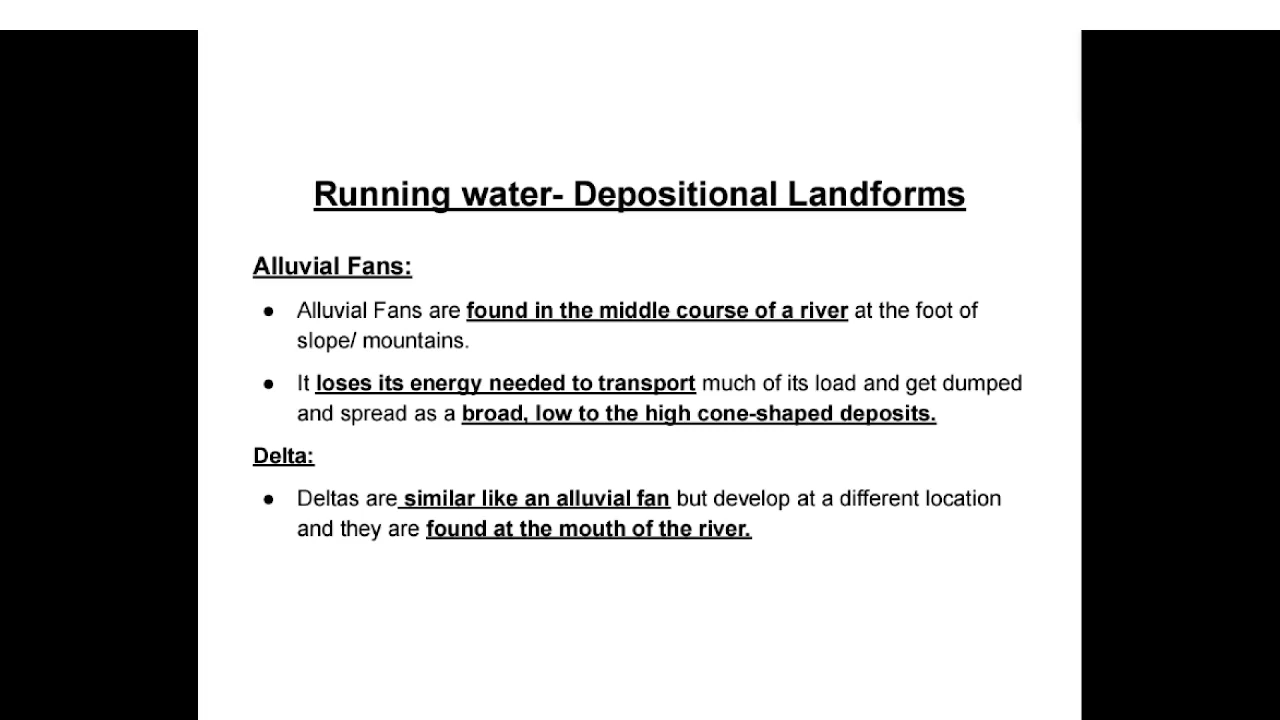 Running water- Depositional Landforms
Alluvial Fans:
● Alluvial Fans are found in the middle course of a river at the foot of
slope/ mountains.
● It loses its energy needed to transport much of its load and get dumped
and spread as a broad, low to the high cone-shaped deposits.
Delta:
● Deltas are similar like an alluvial fan but develop at a different location
and they are found at the mouth of the river.